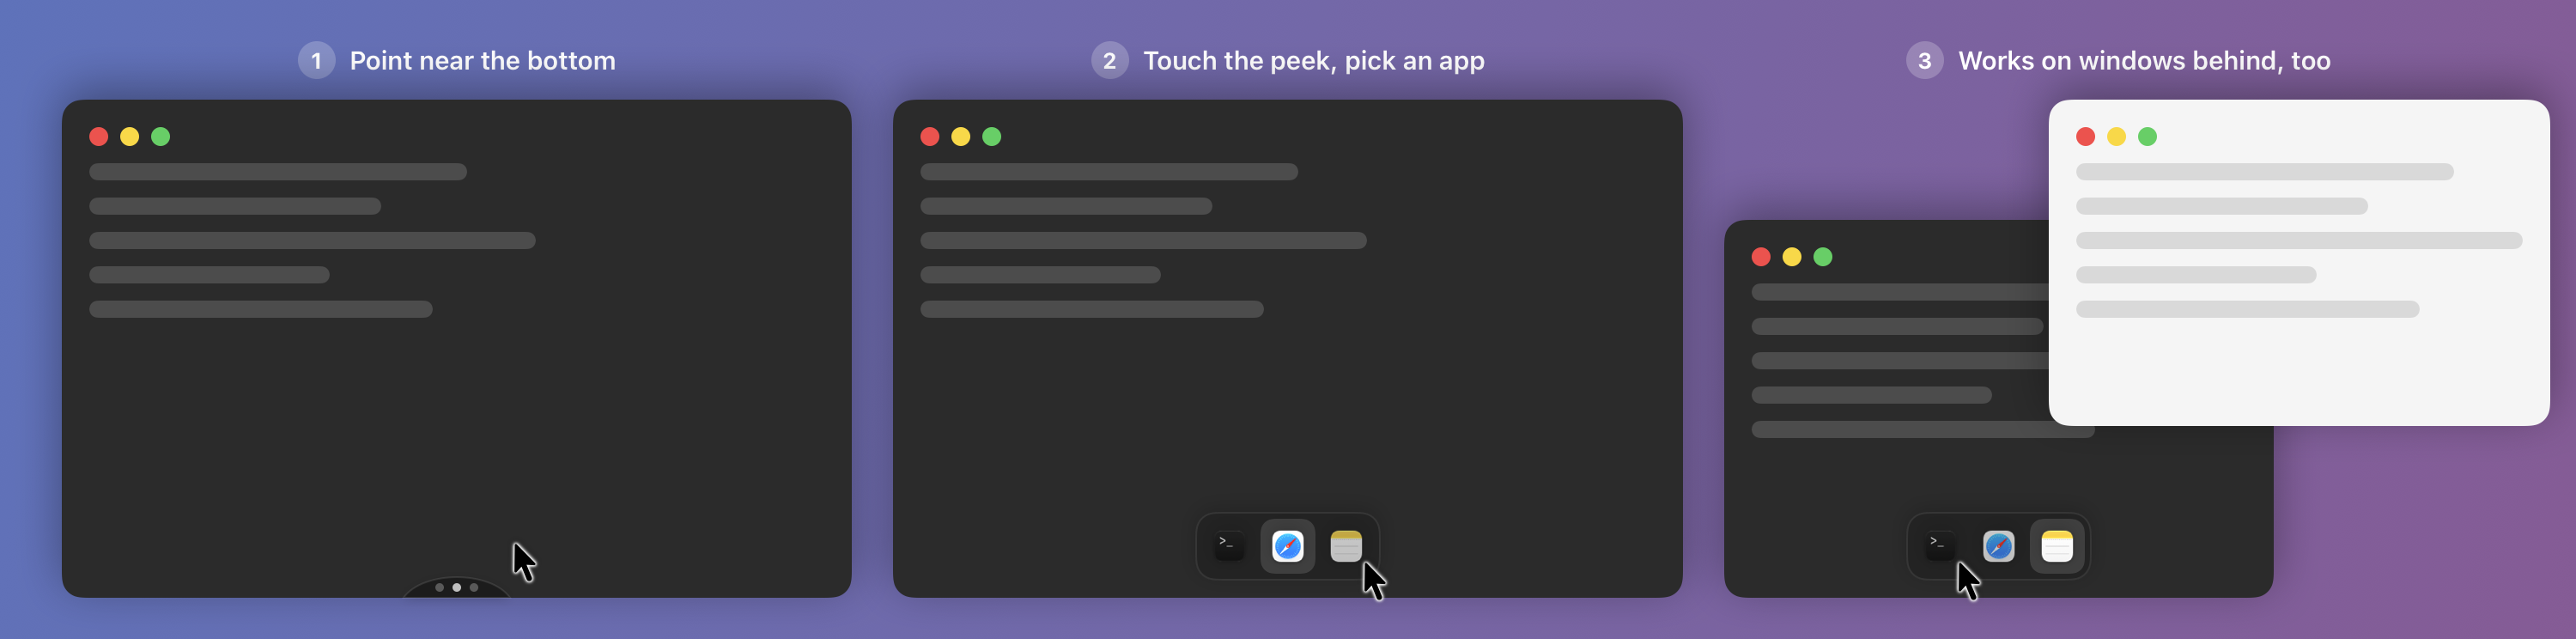 1 Point near the bottom
2 Touch the peek, pick an app
3 Works on windows behind, too
>_
>_